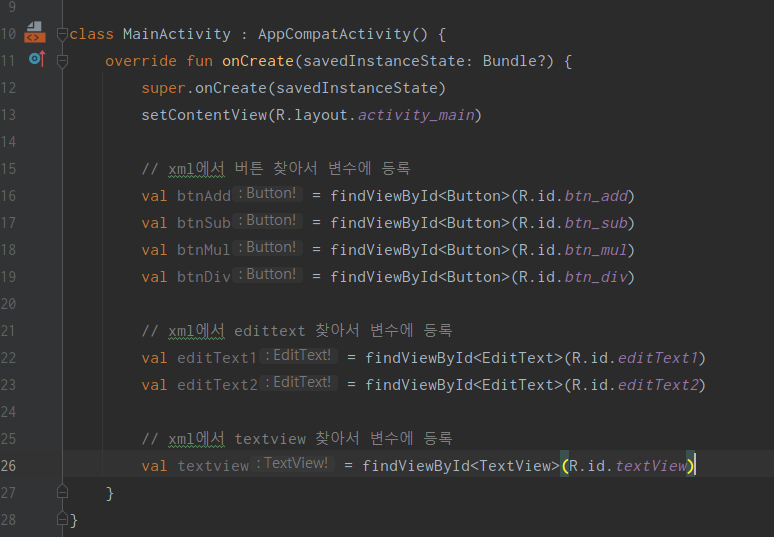 9
10 class MainActivity : AppCompatActivity() {
11 override fun onCreate(savedInstanceState: Bundle?) {
12 super.onCreate(savedInstanceState)
13 setContentView(R.layout.activity_main)
14
15 // xml에서 버튼 찾아서 변수에 등록
16 val btnAdd : Button! = findViewById<Button>(R.id.btn_add)
17 val btnSub : Button! = findViewById<Button>(R.id.btn_sub)
18 val btnMul : Button! = findViewById<Button>(R.id.btn_mul)
19 val btnDiv : Button! = findViewById<Button>(R.id.btn_div)
20
21 // xml에서 edittext 찾아서 변수에 등록
22 val editText1 : EditText! = findViewById<EditText>(R.id.editText1)
23 val editText2 : EditText! = findViewById<EditText>(R.id.editText2)
24
25 // xml에서 textview 찾아서 변수에 등록
26 val textview : TextView! = findViewById<TextView>(R.id.textView)
27 }
28 }